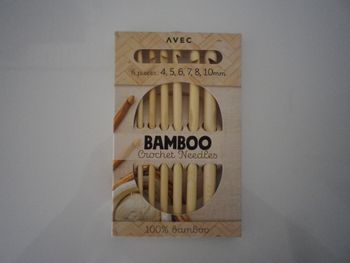 AVEC
6 pieces: 4, 5, 6, 7, 8, 10mm
BAMBOO
Crochet Needles
100% bamboo